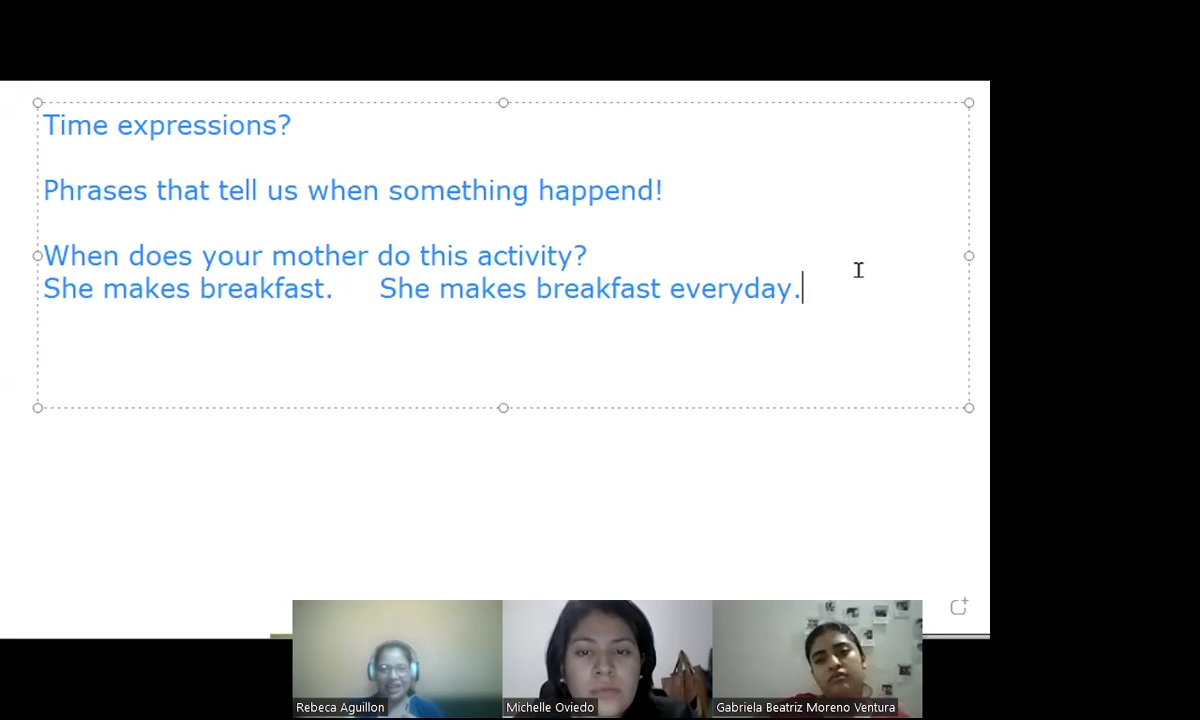 Time expressions?
Phrases that tell us when something happend!
When does your mother do this activity?
She makes breakfast. She makes breakfast everyday.
Rebeca Aguillon
Michelle Oviedo
Gabriela Beatriz Moreno Ventura